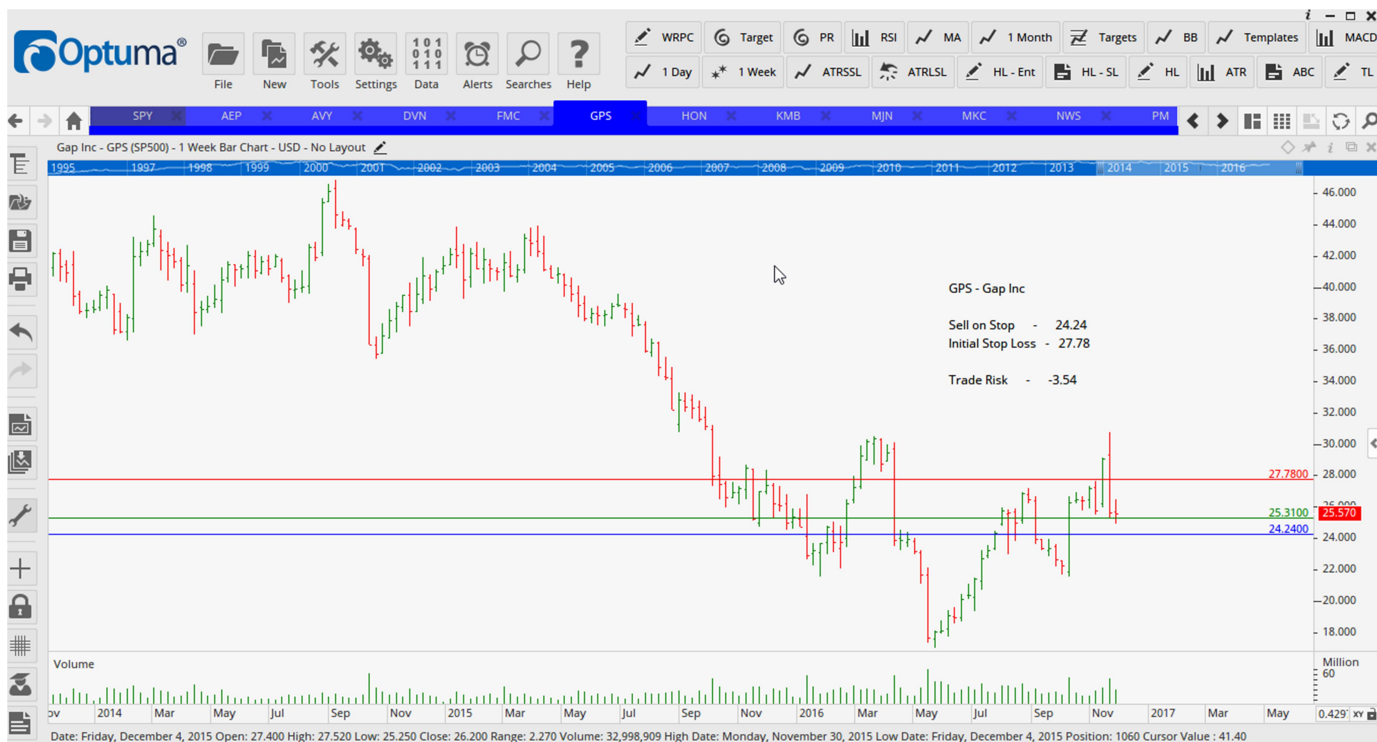 Optuma®
File
New
Tools
Settings
Data
Alerts
Searches
Help
WRPC
Target
PR
RSI
MA
1 Month
Targets
BB
Templates
MACD
1 Day
1 Week
ATRSSL
ATRLSL
HL - Ent
HL - SL
HL
ATR
ABC
TL
SPY
AEP
AVY
DVN
FMC
GPS
HON
KMB
MJN
MKC
NWS
PM
Gap Inc - GPS (SP500) - 1 Week Bar Chart - USD - No Layout
1995 1997 1998 1999 2000 2001 2002 2003 2004 2005 2006 2007 2008 2009 2010 2011 2012 2013 2014 2015 2016
46.000
44.000
42.000
40.000
38.000
36.000
34.000
32.000
30.000
28.000
26.000
24.000
22.000
20.000
18.000
GPS - Gap Inc
Sell on Stop - 24.24
Initial Stop Loss - 27.78
Trade Risk - -3.54
27.7800
25.3100
25.570
24.2400
Volume
Million
60
ov 2014 Mar May Jul Sep Nov 2015 Mar May Jul Sep 2016 Mar May Jul Sep Nov 2017 Mar May
0.429 XY
Date: Friday, December 4, 2015 Open: 27.400 High: 27.520 Low: 25.250 Close: 26.200 Range: 2.270 Volume: 32,998,909 High Date: Monday, November 30, 2015 Low Date: Friday, December 4, 2015 Position: 1060 Cursor Value : 41.40